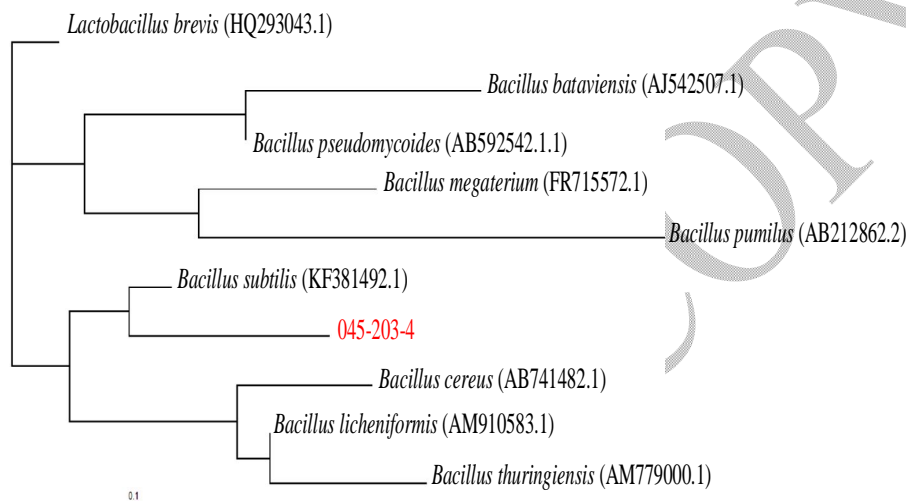 Lactobacillus brevis (HQ293043.1)
Bacillus bataviensis (AJ542507.1)
Bacillus pseudomycoides (AB592542.1.1)
Bacillus megaterium (FR715572.1)
Bacillus pumilus (AB212862.2)
Bacillus subtilis (KF381492.1)
045-203-4
Bacillus cereus (AB741482.1)
Bacillus licheniformis (AM910583.1)
Bacillus thuringiensis (AM779000.1)
0.1
COPY